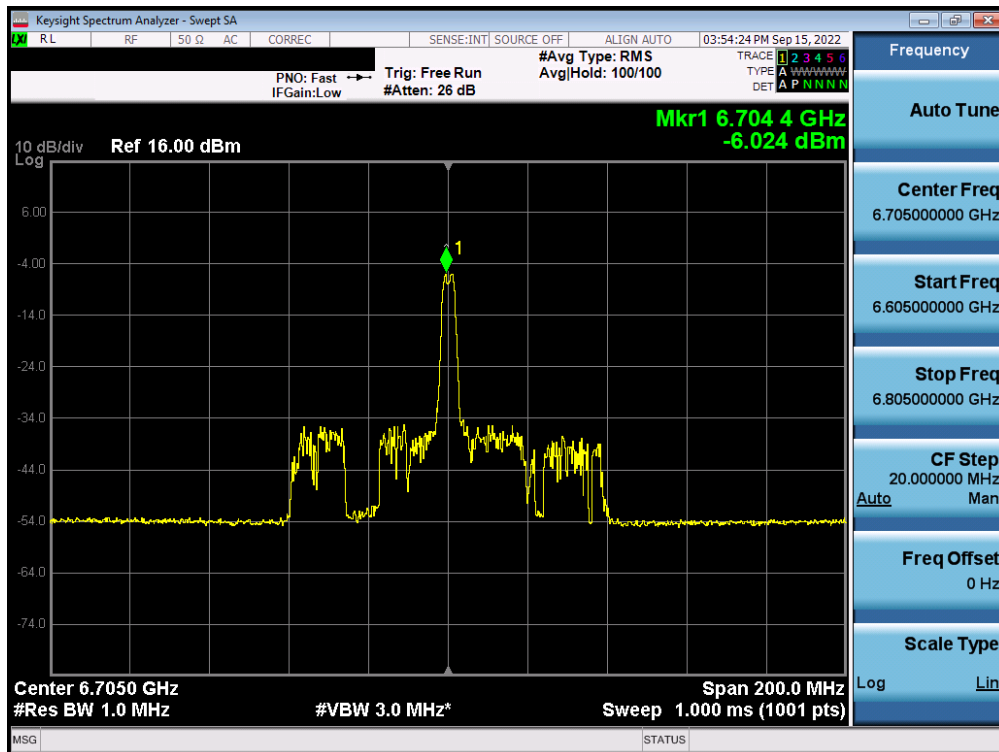 Keysight Spectrum Analyzer - Swept SA
LXI RL RF 50 Ω AC CORREC SENSE:INT SOURCE OFF ALIGN AUTO 03:54:24 PM Sep 15, 2022
PNO: Fast
IFGain:Low
Trig: Free Run
#Atten: 26 dB
#Avg Type: RMS
Avg|Hold: 100/100
TRACE 1 2 3 4 5 6
TYPE A WWWWW
DET A P N N N N
Mkr1 6.704 4 GHz
-6.024 dBm
10 dB/div Ref 16.00 dBm
Log
6.00
-4.00
-14.0
-24.0
-34.0
-44.0
-54.0
-64.0
-74.0
1
Center 6.7050 GHz Span 200.0 MHz
#Res BW 1.0 MHz #VBW 3.0 MHz* Sweep 1.000 ms (1001 pts)
MSG STATUS
Frequency
Auto Tune
Center Freq
6.705000000 GHz
Start Freq
6.605000000 GHz
Stop Freq
6.805000000 GHz
CF Step
20.000000 MHz
Auto Man
Freq Offset
0 Hz
Scale Type
Log Lin